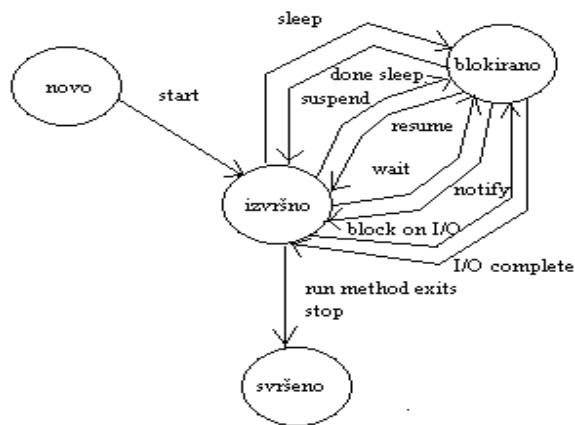 sleep
blokirano
novo
start
done sleep
suspend
resume
wait
izvršno
notify
block on I/O
I/O complete
run method exits
stop
svršeno